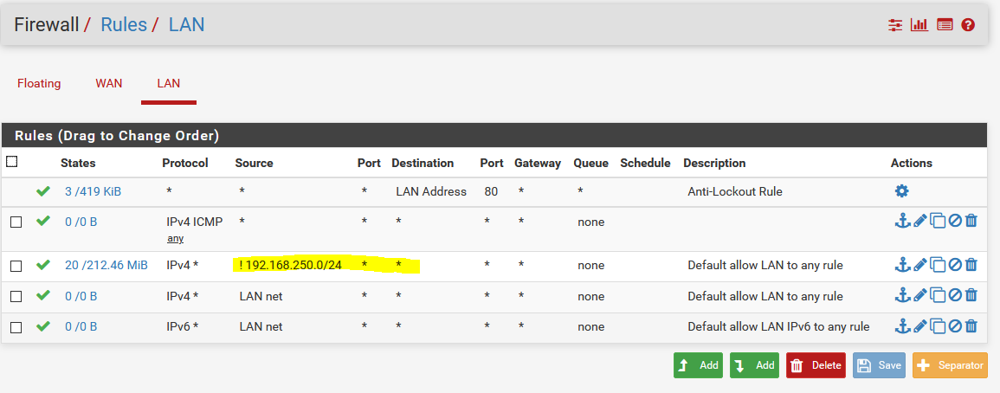 Firewall / Rules / LAN
Floating WAN LAN
Rules (Drag to Change Order)
States Protocol Source Port Destination Port Gateway Queue Schedule Description Actions
3 /419 KiB * * * LAN Address 80 * * Anti-Lockout Rule
0 /0 B IPv4 ICMP * * * * * none
any
20 /212.46 MiB IPv4 * ! 192.168.250.0/24 * * * * none Default allow LAN to any rule
0 /0 B IPv4 * LAN net * * * * none Default allow LAN to any rule
0 /0 B IPv6 * LAN net * * * * none Default allow LAN IPv6 to any rule
Add Add Delete Save Separator